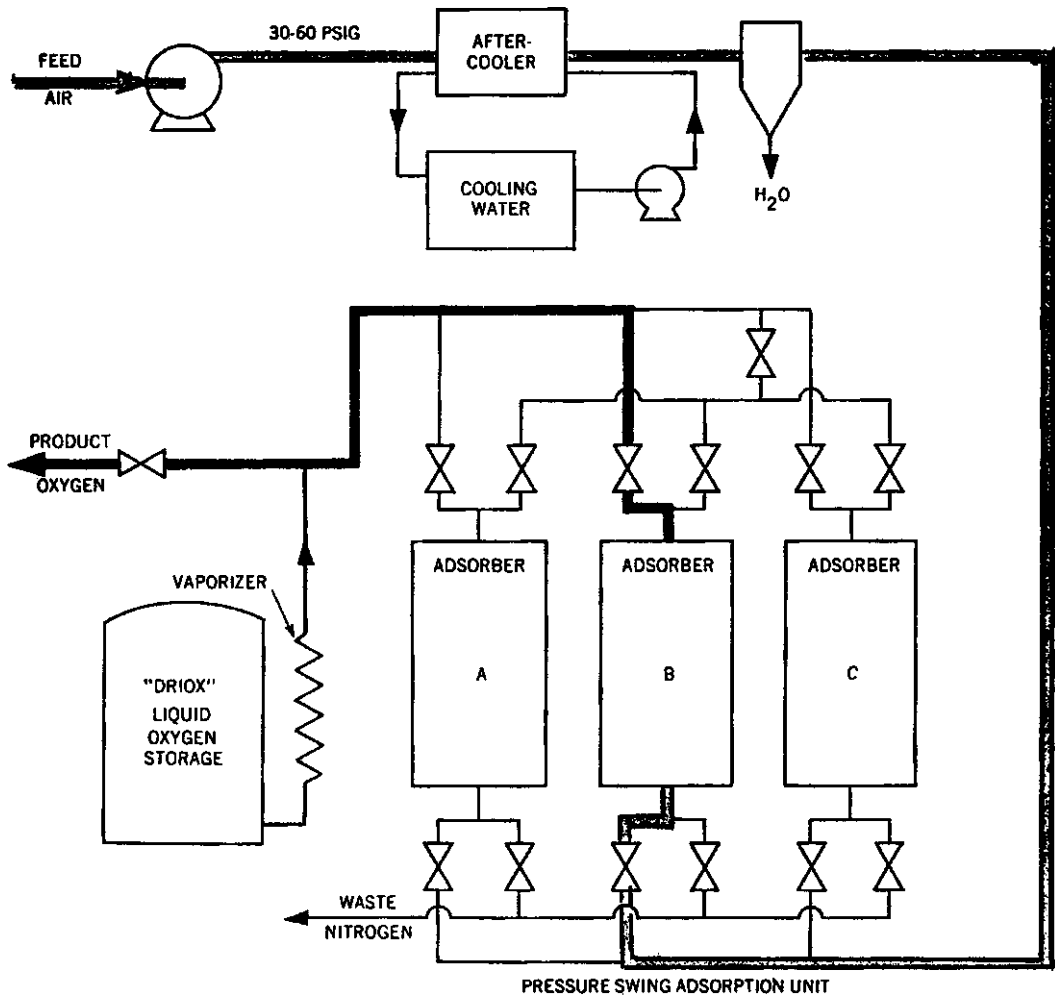 30-60 PSIG
FEED
AIR
AFTER-
COOLER
COOLING
WATER
H2O
PRODUCT
OXYGEN
VAPORIZER
"DRIOX"
LIQUID
OXYGEN
STORAGE
ADSORBER
A
ADSORBER
B
ADSORBER
C
WASTE
NITROGEN
PRESSURE SWING ADSORPTION UNIT